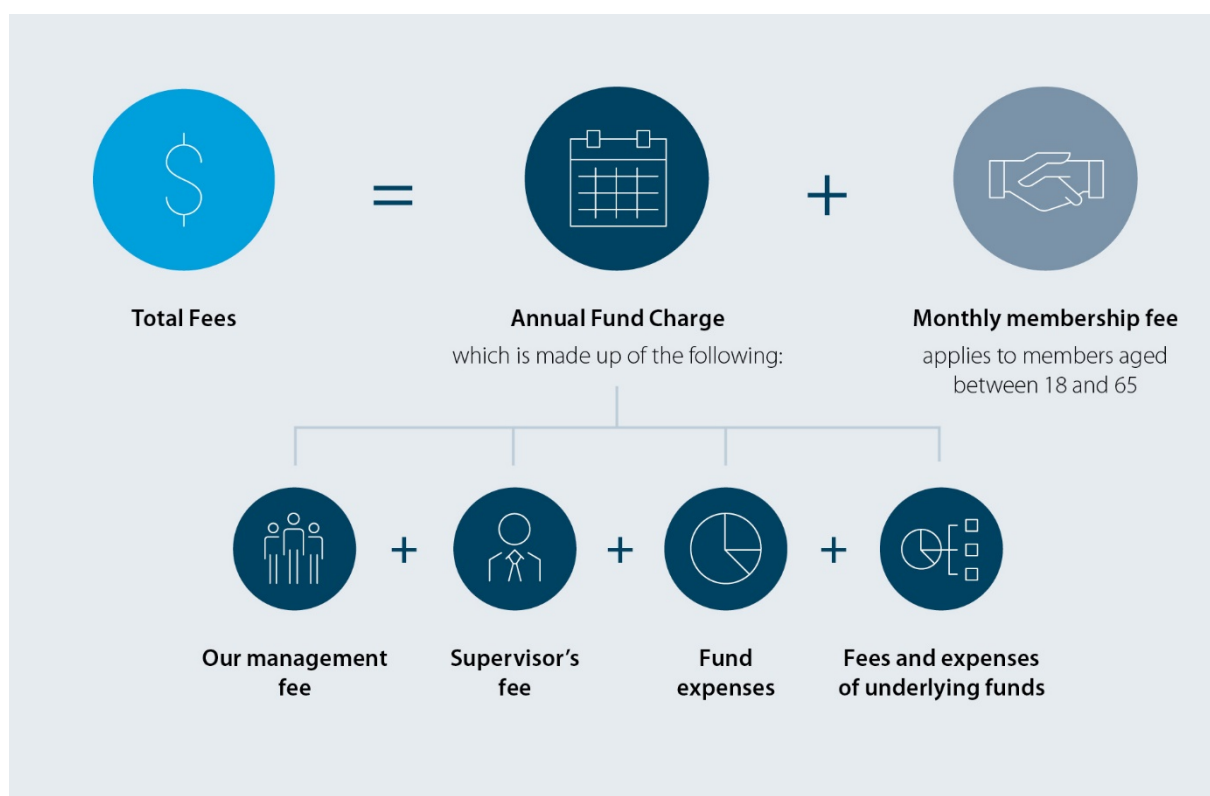 $
=
+
Total Fees
Annual Fund Charge
which is made up of the following:
Monthly membership fee
applies to members aged
between 18 and 65
+
+
+
Our management
fee
Supervisor’s
fee
Fund
expenses
Fees and expenses
of underlying funds